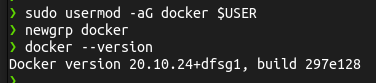 ❯ sudo usermod -aG docker $USER
❯ newgrp docker
❯ docker --version
Docker version 20.10.24+dfsg1, build 297e128